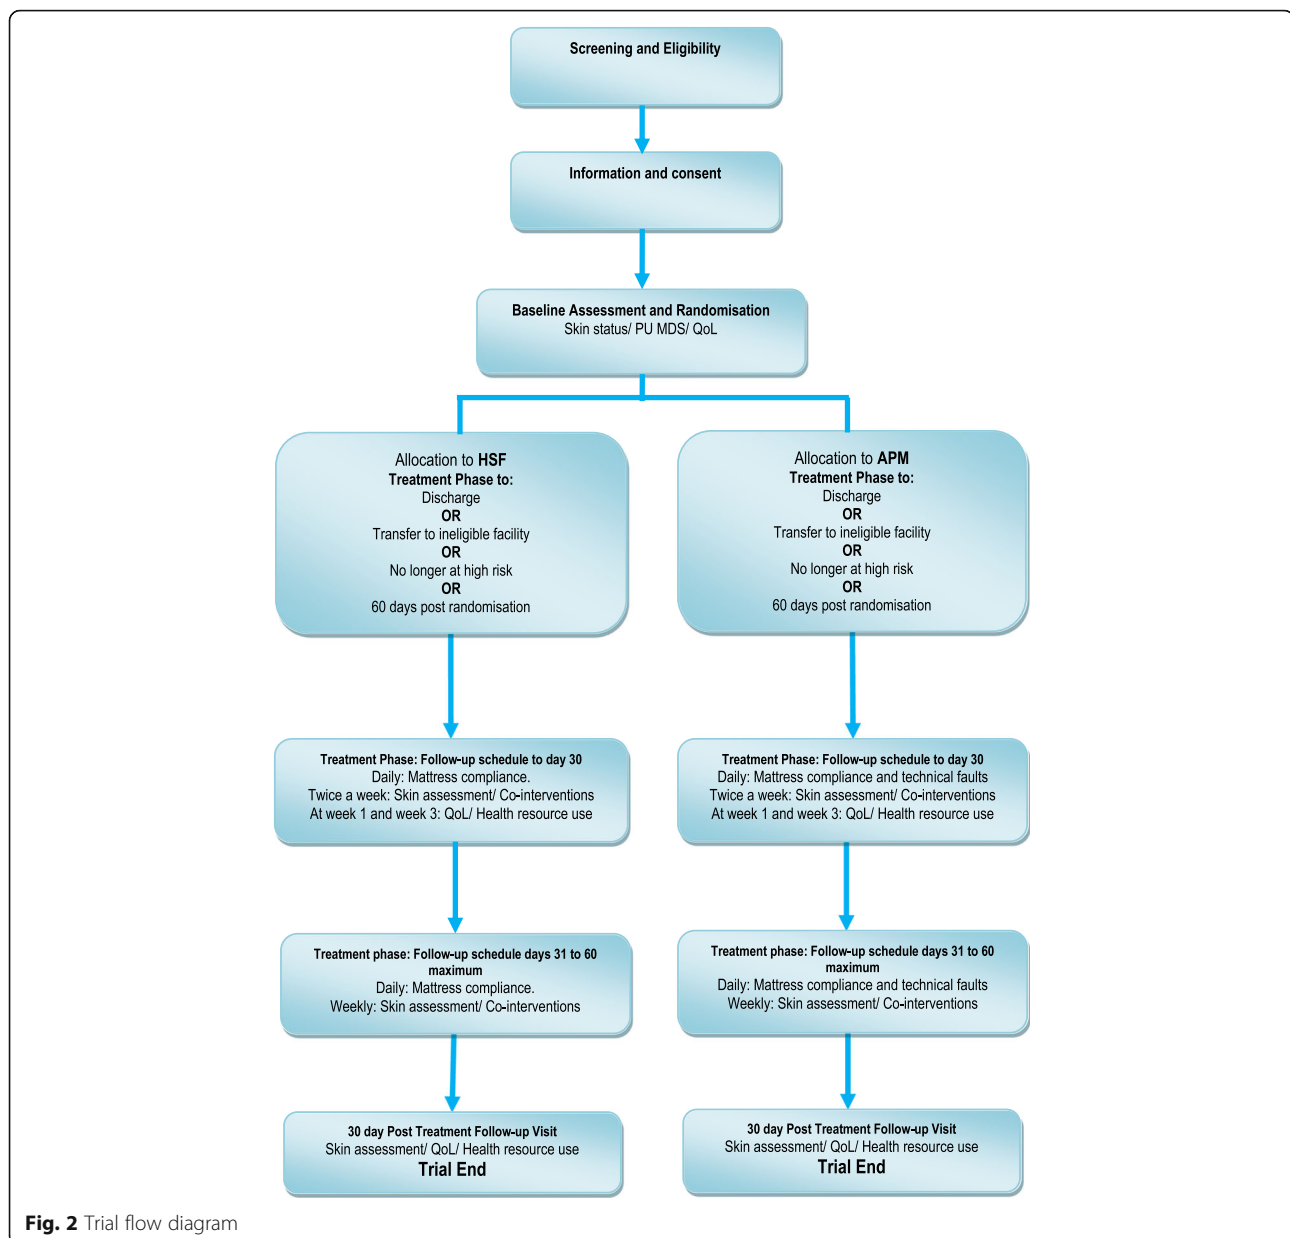 Screening and Eligibility
Information and consent
Baseline Assessment and Randomisation
Skin status/ PU MDS/ QoL
Allocation to HSF
Treatment Phase to:
Discharge
OR
Transfer to ineligible facility
OR
No longer at high risk
OR
60 days post randomisation
Allocation to APM
Treatment Phase to:
Discharge
OR
Transfer to ineligible facility
OR
No longer at high risk
OR
60 days post randomisation
Treatment Phase: Follow-up schedule to day 30
Daily: Mattress compliance.
Twice a week: Skin assessment/ Co-interventions
At week 1 and week 3: QoL/ Health resource use
Treatment Phase: Follow-up schedule to day 30
Daily: Mattress compliance and technical faults
Twice a week: Skin assessment/ Co-interventions
At week 1 and week 3: QoL/ Health resource use
Treatment phase: Follow-up schedule days 31 to 60
maximum
Daily: Mattress compliance.
Weekly: Skin assessment/ Co-interventions
Treatment phase: Follow-up schedule days 31 to 60
maximum
Daily: Mattress compliance and technical faults
Weekly: Skin assessment/ Co-interventions
30 day Post Treatment Follow-up Visit
Skin assessment/ QoL/ Health resource use
Trial End
30 day Post Treatment Follow-up Visit
Skin assessment/ QoL/ Health resource use
Trial End
Fig. 2 Trial flow diagram